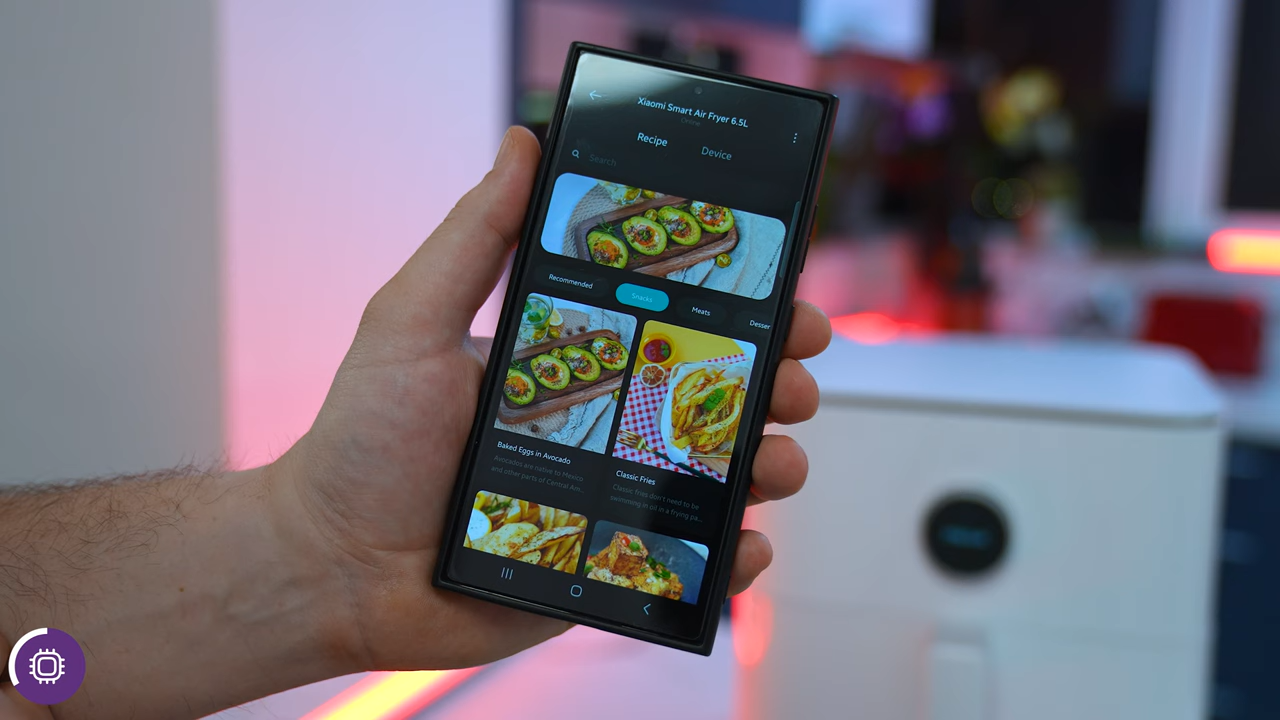 Xiaomi Smart Air Fryer 6.5L
Online
Recipe
Device
Search
Recommended
Snacks
Meats
Desser
Baked Eggs in Avocado
Avocados are native to Mexico
and other parts of Central Am...
Classic Fries
Classic fries don't need to be
swimming in oil in a frying pa...